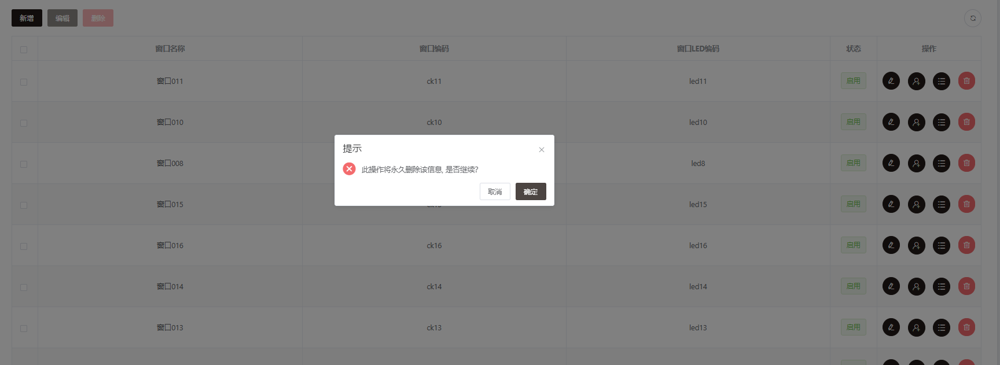 新增 编辑 删除
窗口名称 窗口编码 窗口LED编码 状态 操作
窗口011 ck11 led11 启用
窗口010 ck10 led10 启用
提示
窗口008 led8 启用
此操作将永久删除该信息, 是否继续?
取消 确定
窗口015 led15 启用
窗口016 ck16 led16 启用
窗口014 ck14 led14 启用
窗口013 ck13 led13 启用